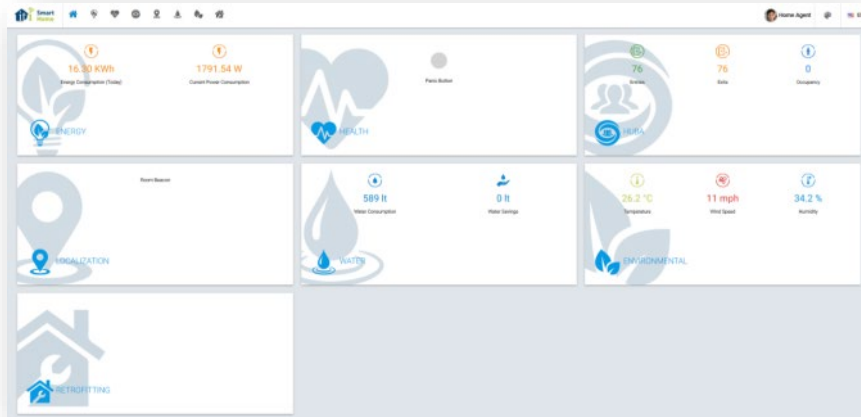 Smart
Home
Home Agent
16.30 KWh
1791.54 W
Energy Consumption (Today)
Current Power Consumption
ENERGY
Panic Button
HEALTH
76
76
0
Entries
Exits
Occupancy
HUBA
Room Beacon
LOCALIZATION
589 lt
0 lt
Water Consumption
Water Savings
WATER
26.2 °C
11 mph
34.2 %
Temperature
Wind Speed
Humidity
ENVIRONMENTAL
RETROFITTING